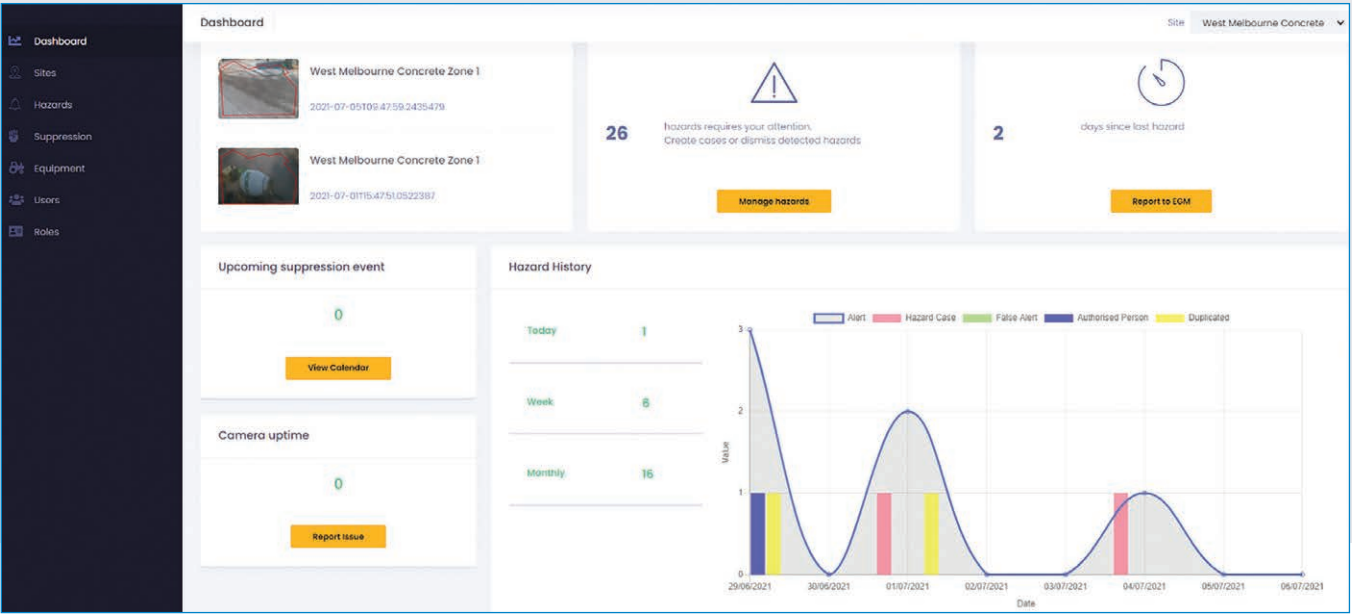 Dashboard
Sites
Hazards
Suppression
Equipment
Users
Roles
Dashboard
Site
West Melbourne Concrete
West Melbourne Concrete Zone 1
2021-07-05T09:47:59.2435479
West Melbourne Concrete Zone 1
2021-07-01T15:47:51.0522387
26
hazards requires your attention.
Create cases or dismiss detected hazards
Manage hazards
2
days since last hazard
Report to EGM
Upcoming suppression event
0
View Calendar
Camera uptime
0
Report Issue
Hazard History
Today 1
Week 6
Monthly 16
Alert Hazard Case False Alert Authorised Person Duplicated
3
2
1
0
Value
29/06/2021 30/06/2021 01/07/2021 02/07/2021 03/07/2021 04/07/2021 05/07/2021 06/07/2021
Date